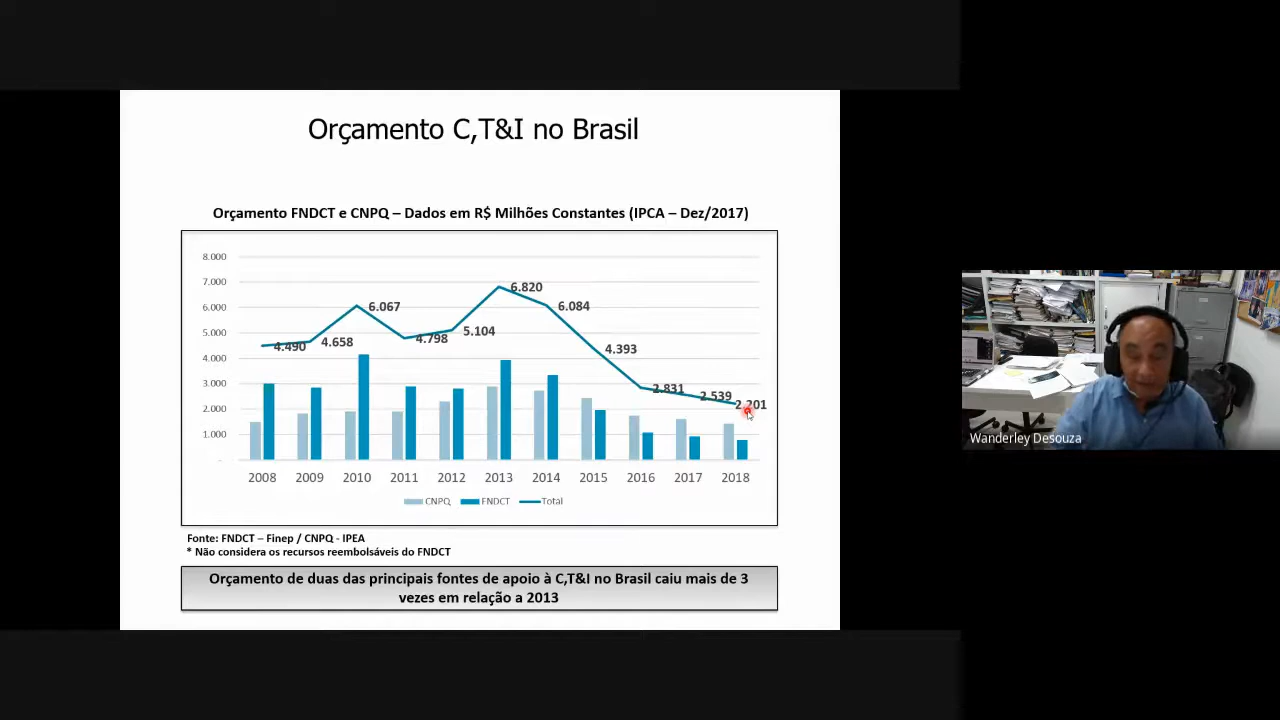 Orçamento C,T&I no Brasil
Orçamento FNDCT e CNPQ – Dados em R$ Milhões Constantes (IPCA – Dez/2017)
8.000
7.000
6.000
5.000
4.000
3.000
2.000
1.000
-
4.490
4.658
6.067
4.798
5.104
6.820
6.084
4.393
2.831
2.539
2.201
2008 2009 2010 2011 2012 2013 2014 2015 2016 2017 2018
CNPQ FNDCT Total
Fonte: FNDCT – Finep / CNPQ - IPEA
* Não considera os recursos reembolsáveis do FNDCT
Orçamento de duas das principais fontes de apoio à C,T&I no Brasil caiu mais de 3
vezes em relação a 2013
Wanderley Desouza